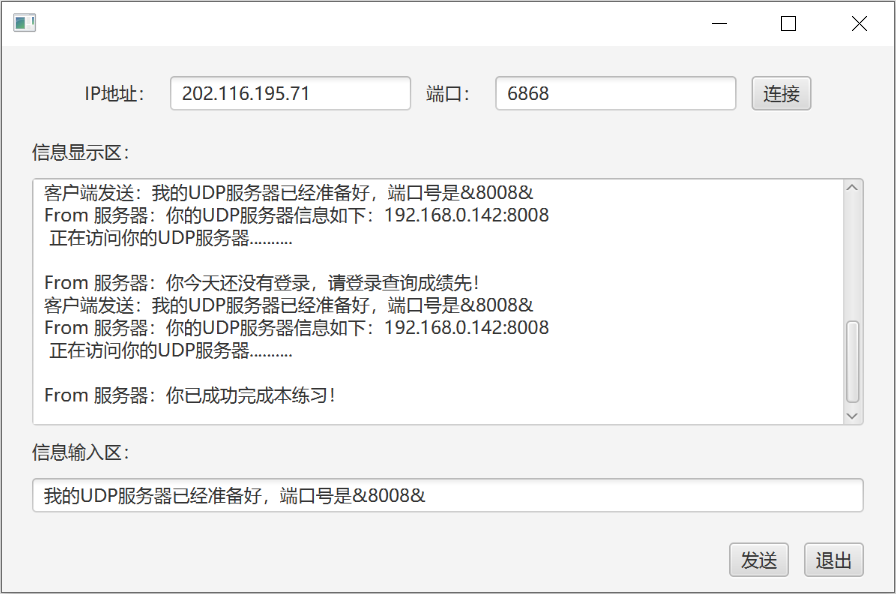 IP地址： 202.116.195.71 端口： 6868 连接
信息显示区：
客户端发送：我的UDP服务器已经准备好，端口号是&8008&
From 服务器：你的UDP服务器信息如下：192.168.0.142:8008
正在访问你的UDP服务器..........
From 服务器：你今天还没有登录，请登录查询成绩先！
客户端发送：我的UDP服务器已经准备好，端口号是&8008&
From 服务器：你的UDP服务器信息如下：192.168.0.142:8008
正在访问你的UDP服务器..........
From 服务器：你已成功完成本练习！
信息输入区：
我的UDP服务器已经准备好，端口号是&8008&
发送 退出